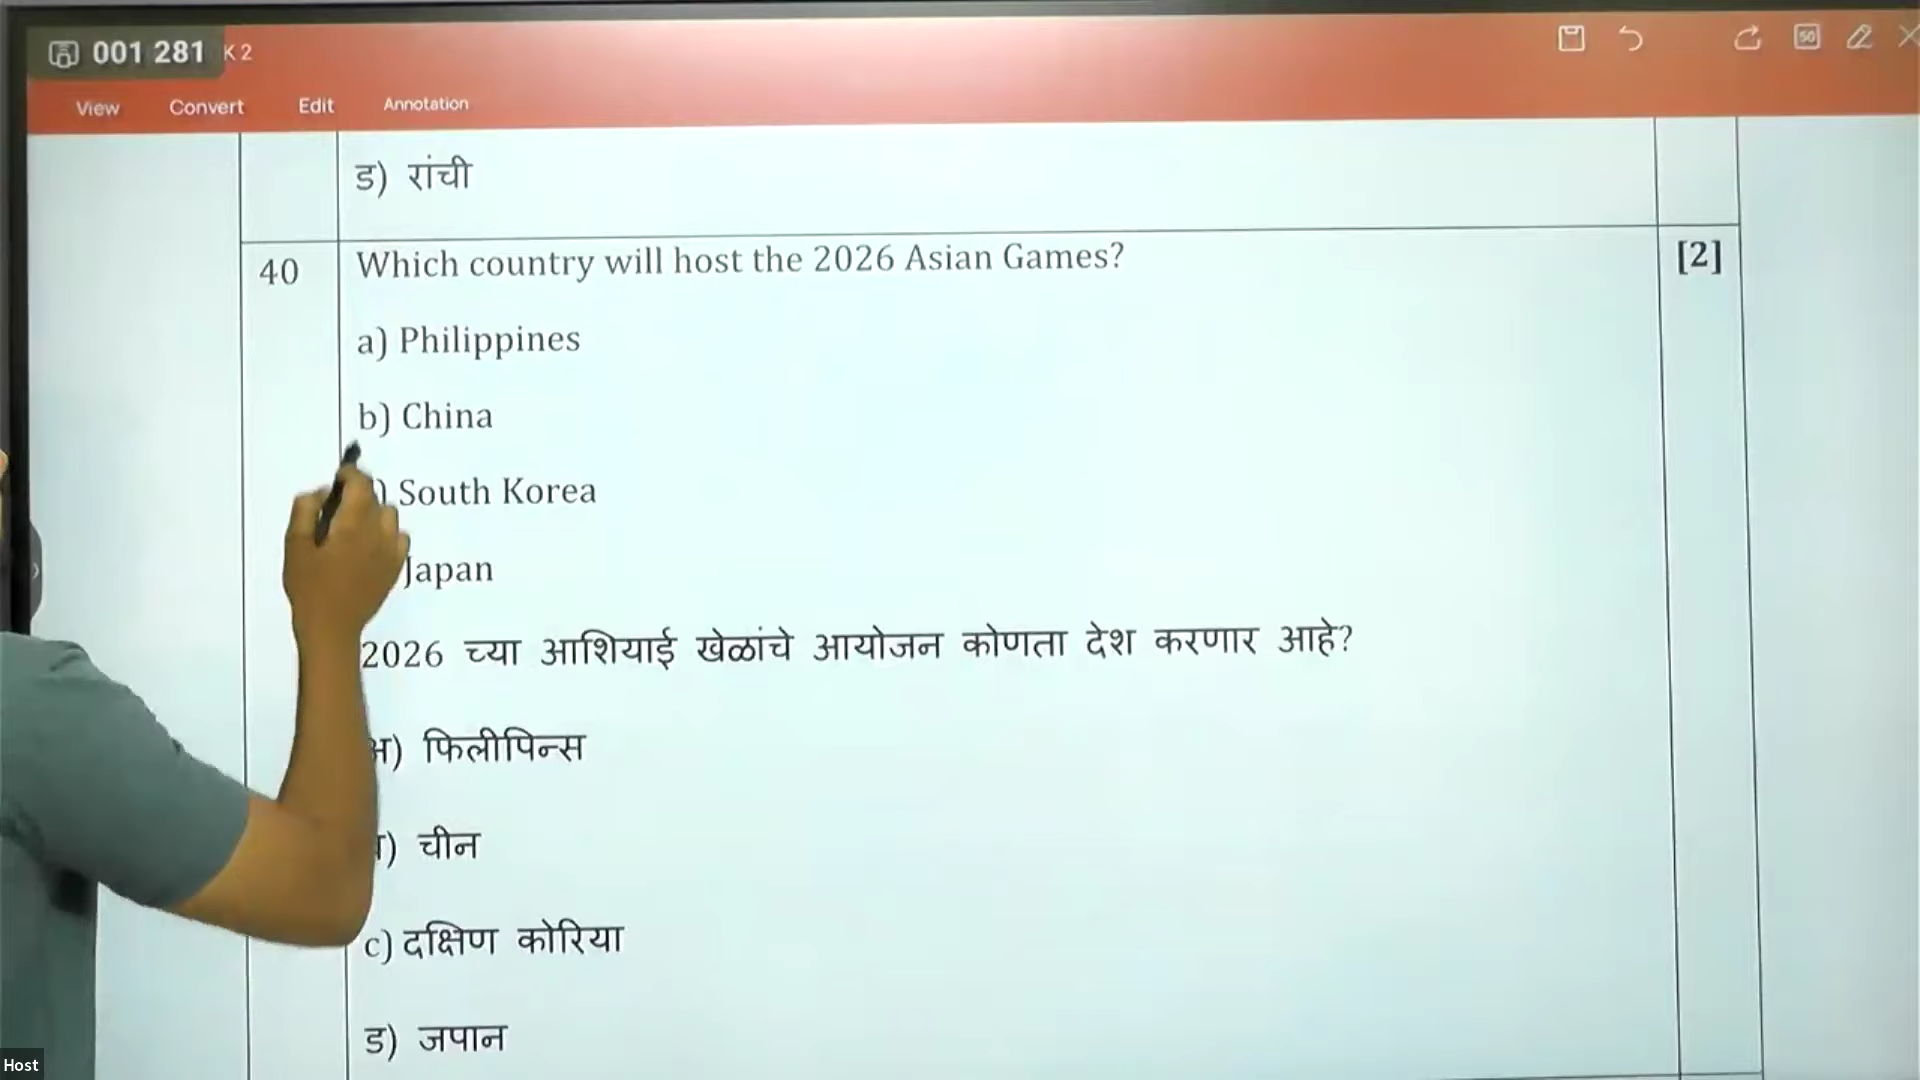 001 281 K 2
View Convert Edit Annotation
ड) रांची
40 Which country will host the 2026 Asian Games? [2]
a) Philippines
b) China
) South Korea
Japan
2026 च्या आशियाई खेळांचे आयोजन कोणता देश करणार आहे?
अ) फिलीपिन्स
) चीन
c) दक्षिण कोरिया
ड) जपान
Host